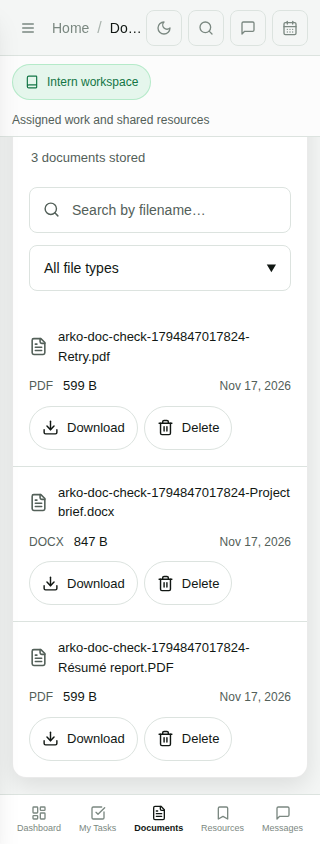 Home / Do…
Intern workspace
Assigned work and shared resources
3 documents stored
Search by filename…
All file types
arko-doc-check-1794847017824-
Retry.pdf
PDF 599 B Nov 17, 2026
Download Delete
arko-doc-check-1794847017824-Project
brief.docx
DOCX 847 B Nov 17, 2026
Download Delete
arko-doc-check-1794847017824-
Résumé report.PDF
PDF 599 B Nov 17, 2026
Download Delete
Dashboard My Tasks Documents Resources Messages